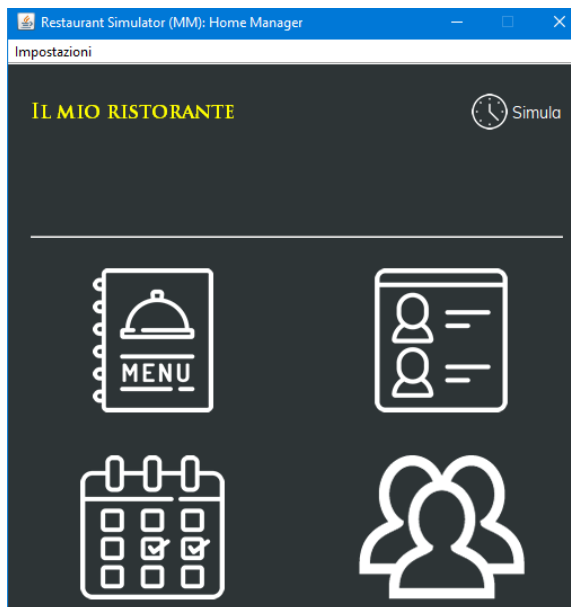 Restaurant Simulator (MM): Home Manager
Impostazioni
IL MIO RISTORANTE
Simula
MENU